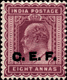 INDIA POSTAGE
C.E.F.
EIGHT ANNAS